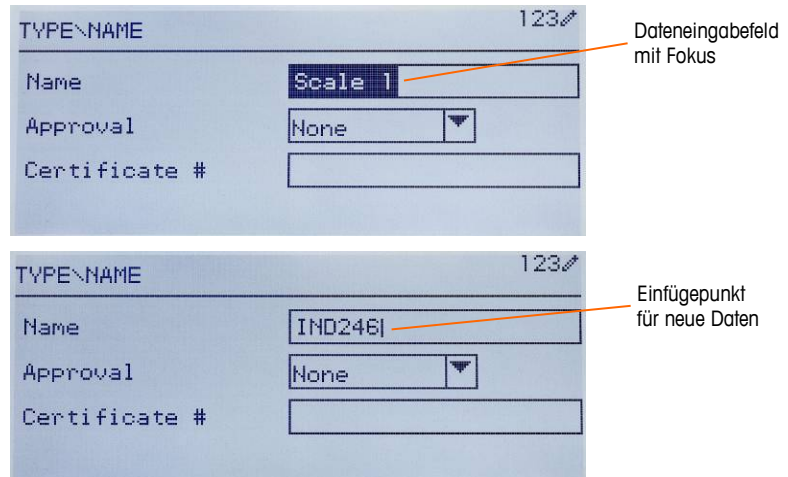 TYPE\NAME
123
Name
Scale 1
Approval
None
Certificate #
Dateneingabefeld
mit Fokus
TYPE\NAME
123
Name
IND246
Approval
None
Certificate #
Einfügepunkt
für neue Daten